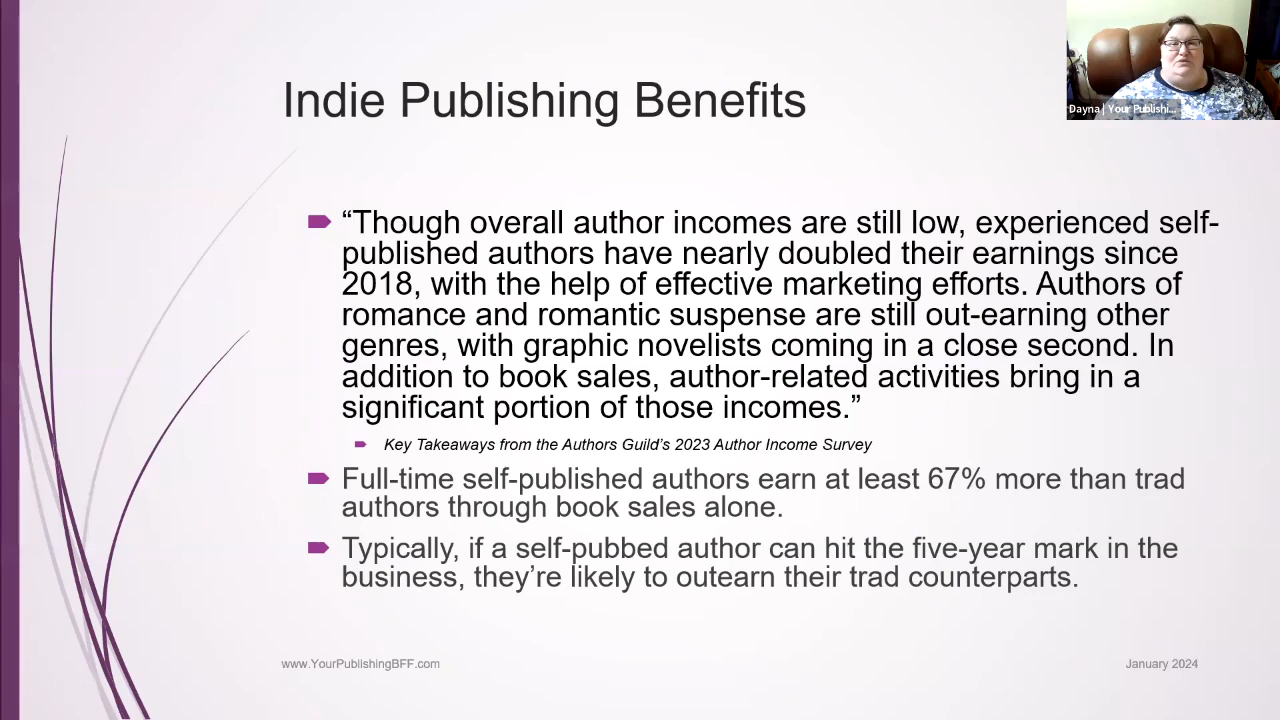 Indie Publishing Benefits
Dayna | Your Publishi...
“Though overall author incomes are still low, experienced self-
published authors have nearly doubled their earnings since
2018, with the help of effective marketing efforts. Authors of
romance and romantic suspense are still out-earning other
genres, with graphic novelists coming in a close second. In
addition to book sales, author-related activities bring in a
significant portion of those incomes.”
Key Takeaways from the Authors Guild’s 2023 Author Income Survey
Full-time self-published authors earn at least 67% more than trad
authors through book sales alone.
Typically, if a self-pubbed author can hit the five-year mark in the
business, they’re likely to outearn their trad counterparts.
www.YourPublishingBFF.com
January 2024